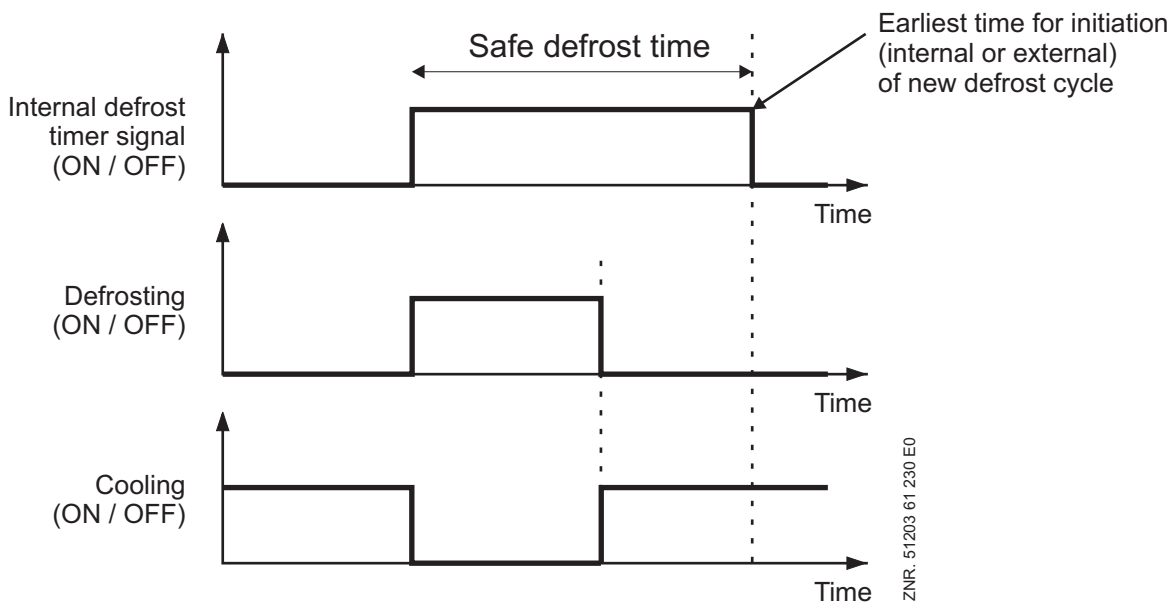 Safe defrost time
Earliest time for initiation
(internal or external)
of new defrost cycle
Internal defrost
timer signal
(ON / OFF)
Time
Defrosting
(ON / OFF)
Time
Cooling
(ON / OFF)
Time
ZNR. 51203 61 230 E0